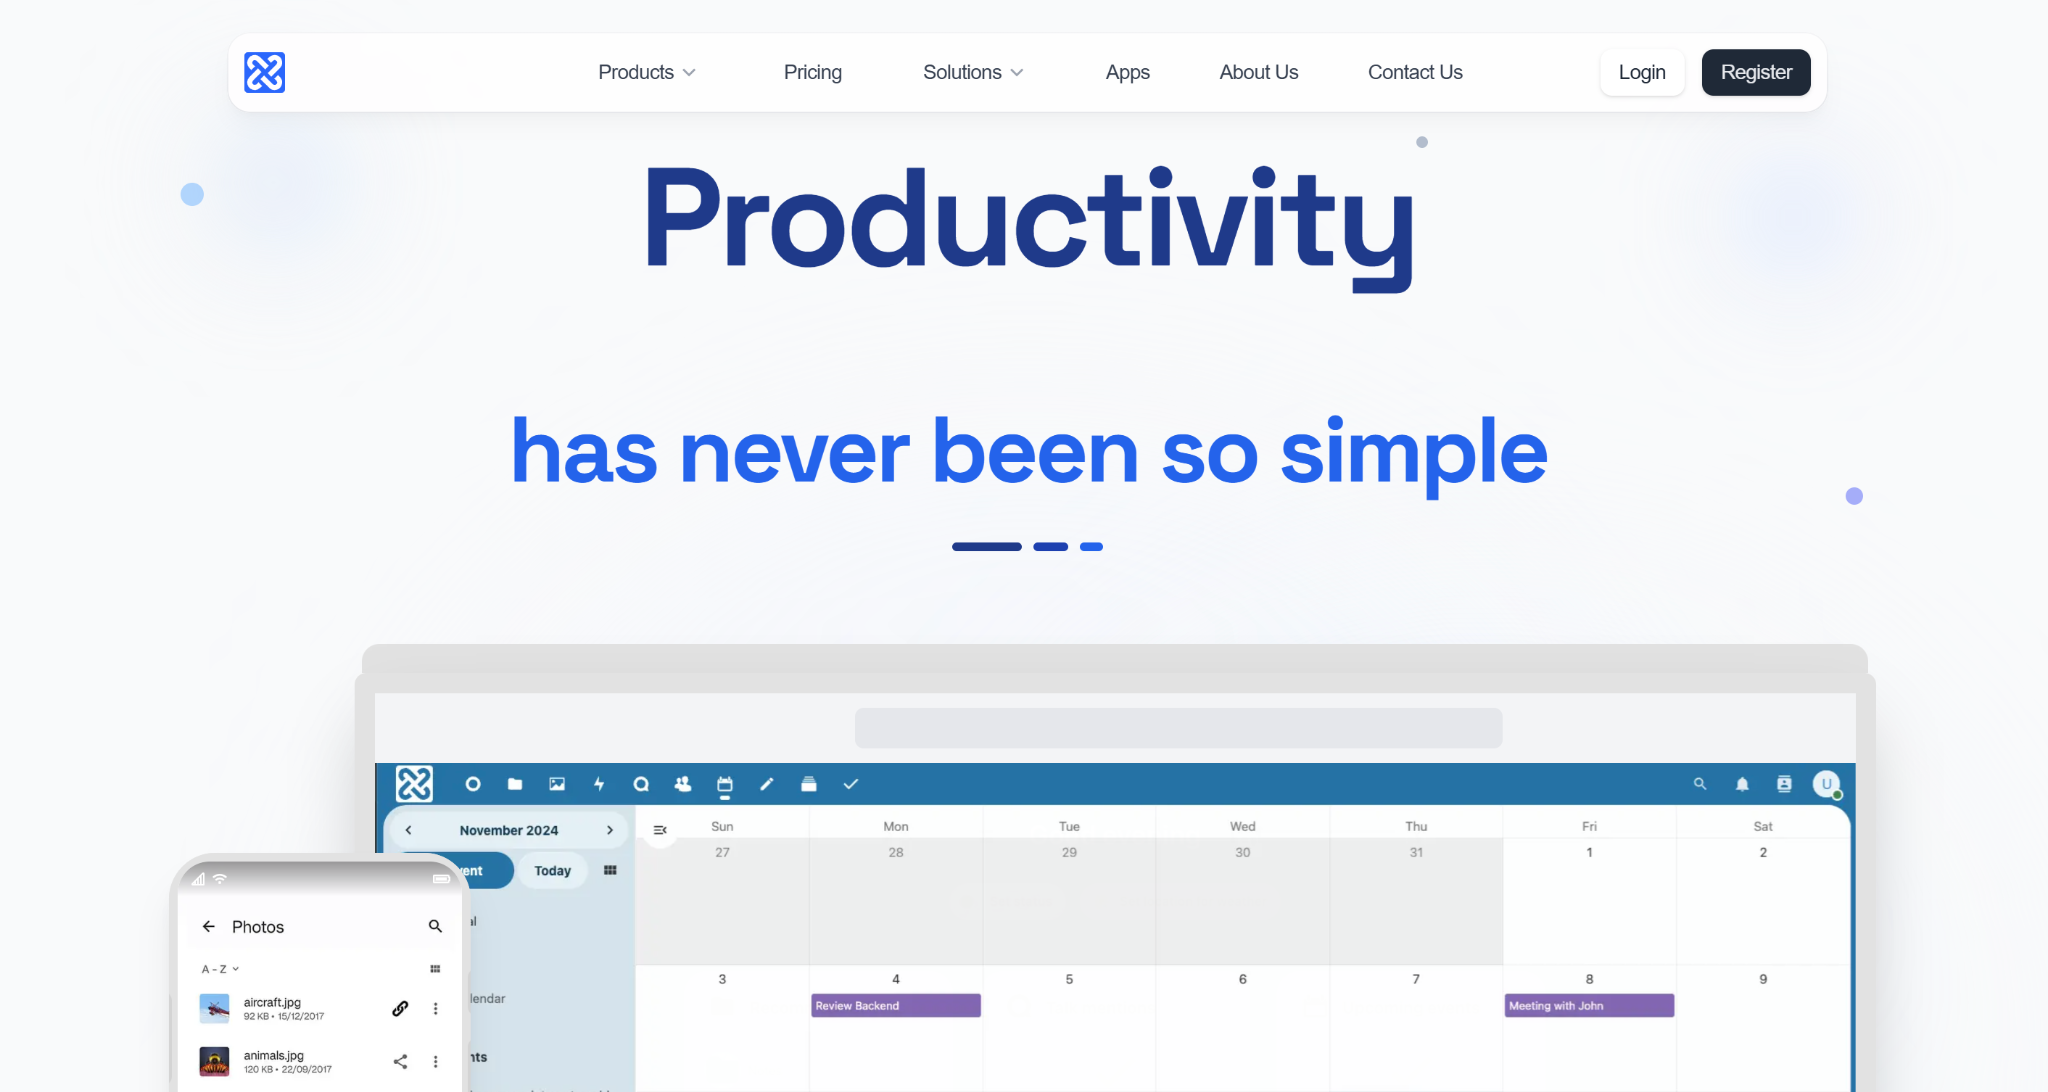 Products Pricing Solutions Apps About Us Contact Us Login Register
Productivity
has never been so simple
U
November 2024
Sun Mon Tue Wed Thu Fri Sat
27 28 29 30 31 1 2
Today
Photos
A - Z
3 4 5 6 7 8 9
aircraft.jpg
92 KB • 15/12/2017
Review Backend Meeting with John
animals.jpg
120 KB • 22/09/2017